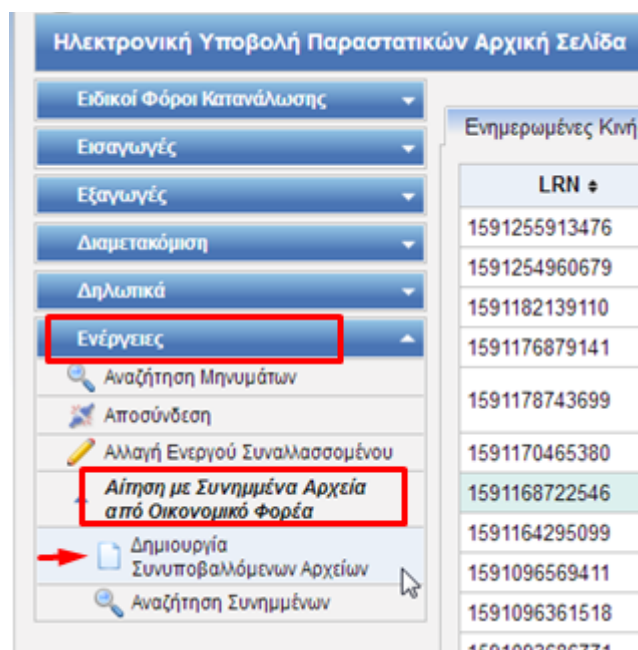 Ηλεκτρονική Υποβολή Παραστατικών Αρχική Σελίδα
Ειδικοί Φόροι Κατανάλωσης
Εισαγωγές
Εξαγωγές
Διαμετακόμιση
Δηλωτικά
Ενέργειες
Αναζήτηση Μηνυμάτων
Αποσύνδεση
Αλλαγή Ενεργού Συναλλασσομένου
Αίτηση με Συνημμένα Αρχεία
από Οικονομικό Φορέα
Δημιουργία
Συνυποβαλλόμενων Αρχείων
Αναζήτηση Συνημμένων
Ενημερωμένες
LRN
1591255913476
1591254960679
1591182139110
1591176879141
1591178743699
1591170465380
1591168722546
1591164295099
1591096569411
1591096361518